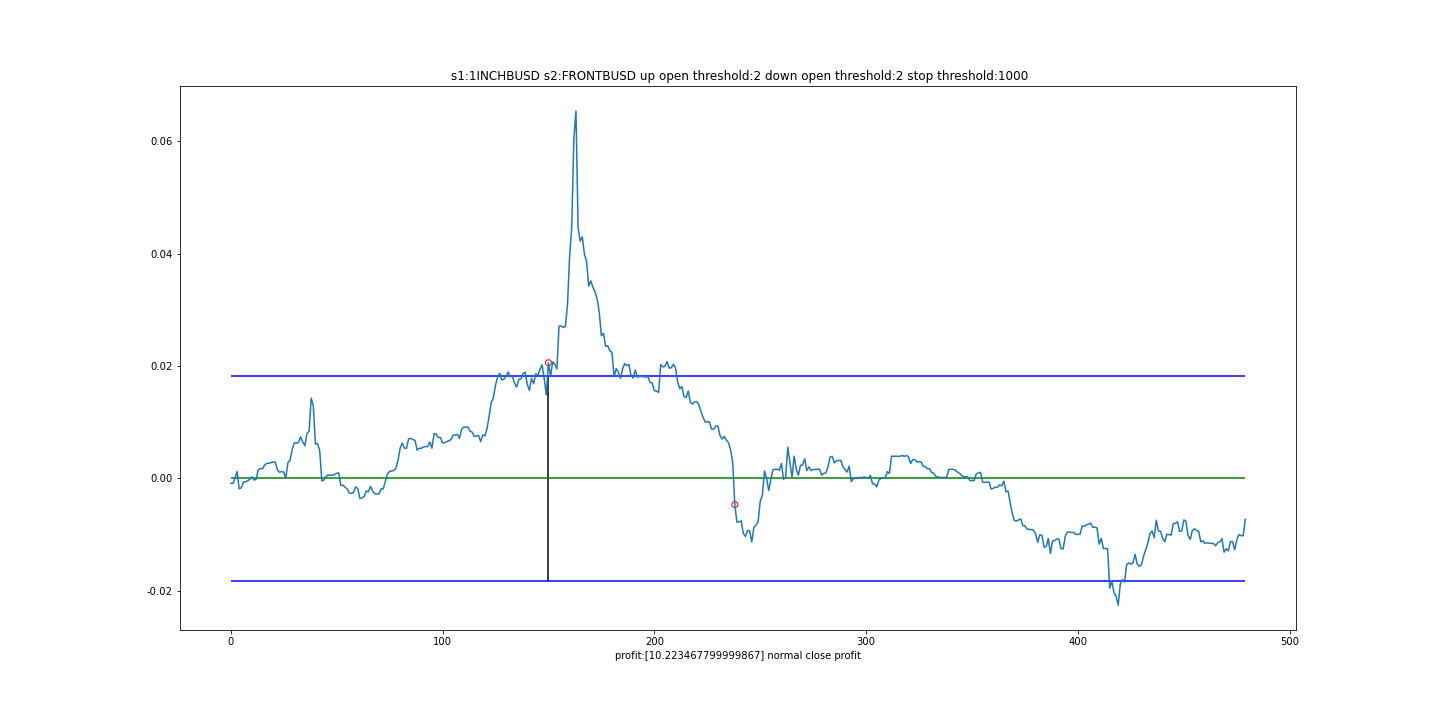 s1:1INCHBUSD s2:FRONTBUSD up open threshold:2 down open threshold:2 stop threshold:1000
0.06
0.04
0.02
0.00
-0.02
0 100 200 300 400 500
profit:[10.223467799999867] normal close profit